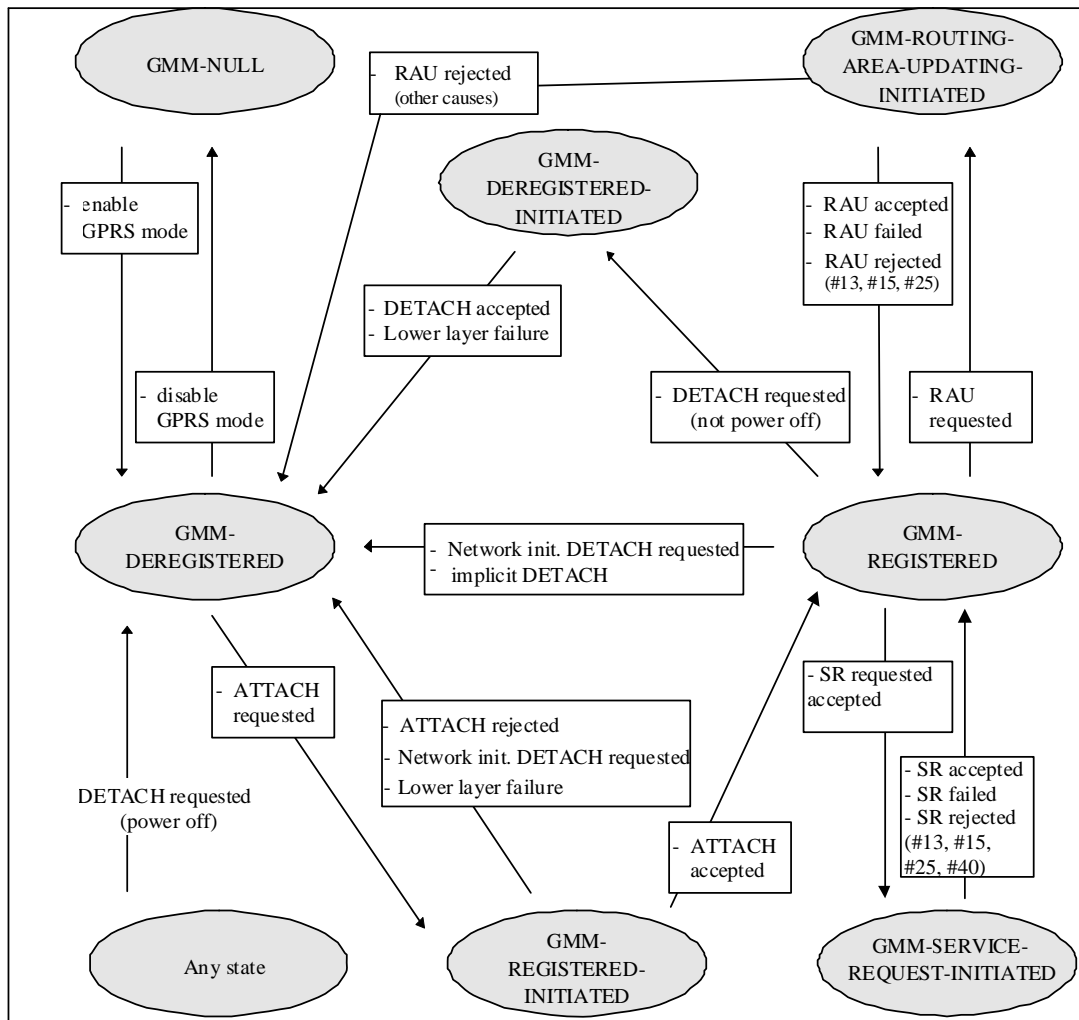 GMM-NULL
- RAU rejected
(other causes)
GMM-ROUTING-
AREA-UPDATING-
INITIATED
GMM-
DEREGISTERED-
INITIATED
- enable
GPRS mode
- RAU accepted
- RAU failed
- RAU rejected
(#13, #15, #25)
- DETACH accepted
- Lower layer failure
- disable
GPRS mode
- DETACH requested
(not power off)
- RAU
requested
GMM-
DEREGISTERED
- Network init. DETACH requested
- implicit DETACH
GMM-
REGISTERED
- ATTACH
requested
- ATTACH rejected
- Network init. DETACH requested
- Lower layer failure
- SR requested
accepted
DETACH requested
(power off)
- ATTACH
accepted
- SR accepted
- SR failed
- SR rejected
(#13, #15,
#25, #40)
Any state
GMM-
REGISTERED-
INITIATED
GMM-SERVICE-
REQUEST-INITIATED